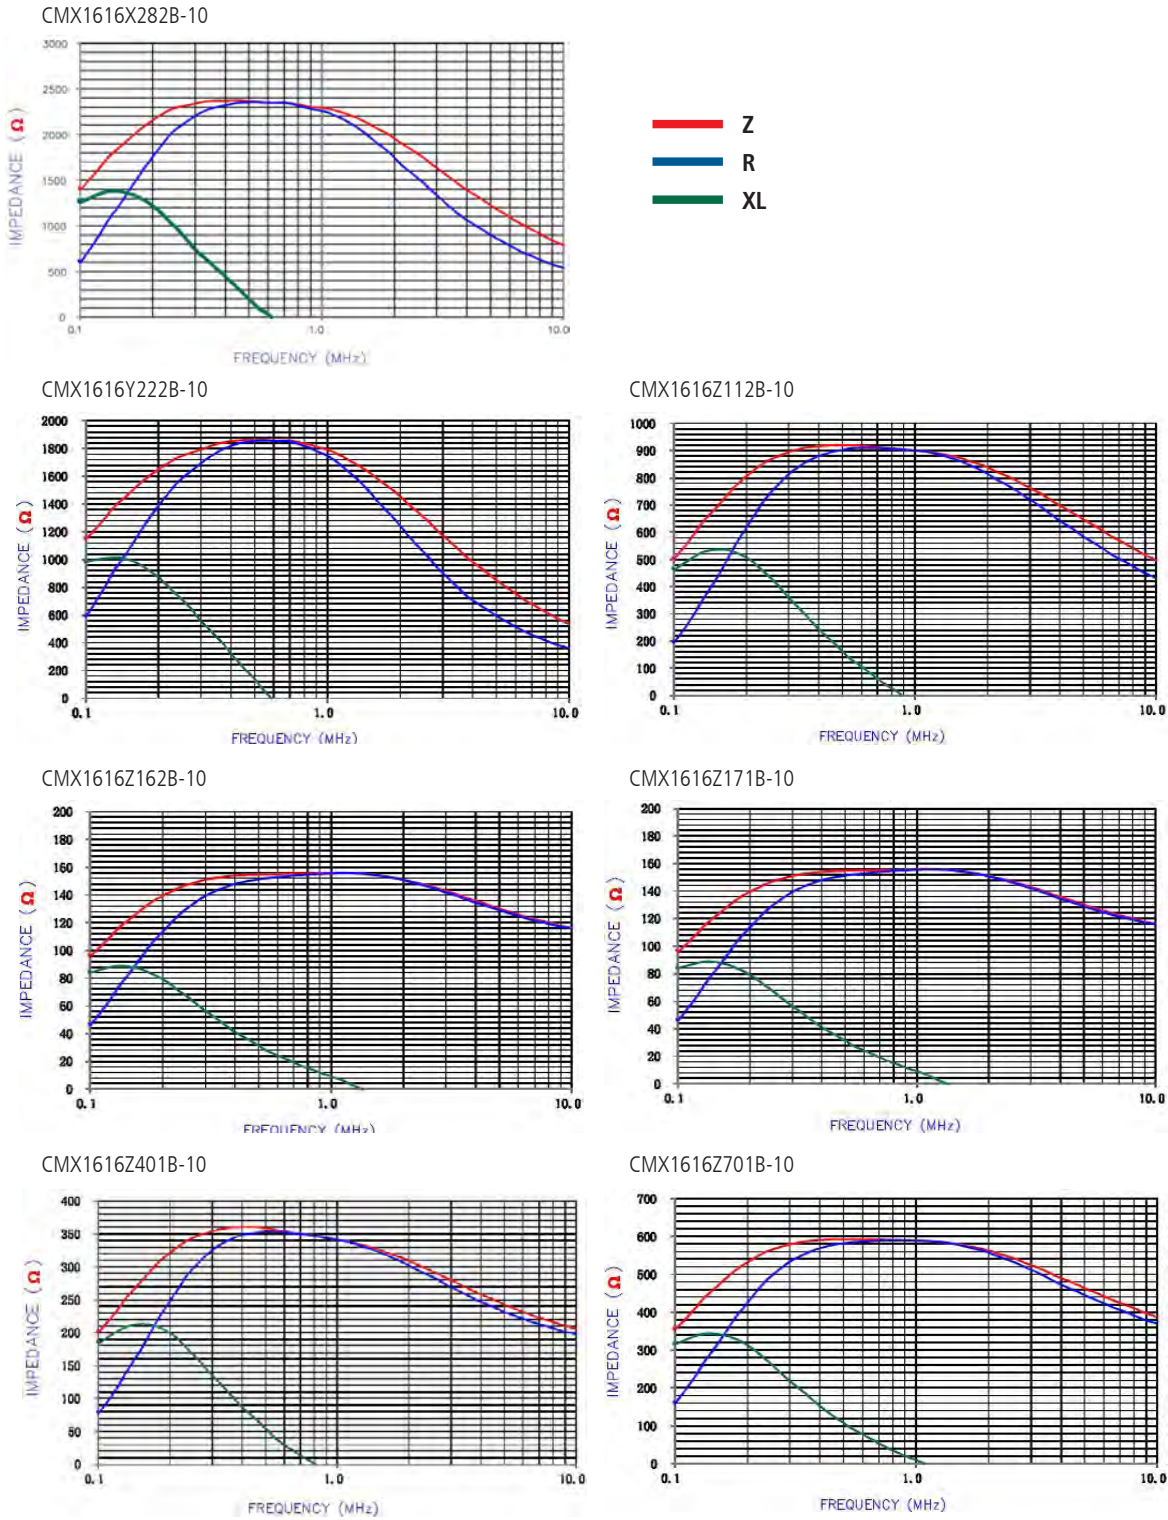 CMX1616X282B-10
3000
2500
2000
1500
1000
500
0
IMPEDANCE (Ω)
0.1 1.0 10.0
FREQUENCY (MHz)
Z
R
XL
CMX1616Y222B-10
2000
1800
1600
1400
1200
1000
800
600
400
200
0
IMPEDANCE (Ω)
0.1 1.0 10.0
FREQUENCY (MHz)
CMX1616Z112B-10
1000
900
800
700
600
500
400
300
200
100
0
IMPEDANCE (Ω)
0.1 1.0 10.0
FREQUENCY (MHz)
CMX1616Z162B-10
200
180
160
140
120
100
80
60
40
20
0
IMPEDANCE (Ω)
0.1 1.0 10.0
FREQUENCY (MHz)
CMX1616Z171B-10
200
180
160
140
120
100
80
60
40
20
0
IMPEDANCE (Ω)
0.1 1.0 10.0
FREQUENCY (MHz)
CMX1616Z401B-10
400
350
300
250
200
150
100
50
0
IMPEDANCE (Ω)
0.1 1.0 10.0
FREQUENCY (MHz)
CMX1616Z701B-10
700
600
500
400
300
200
100
0
IMPEDANCE (Ω)
0.1 1.0 10.0
FREQUENCY (MHz)